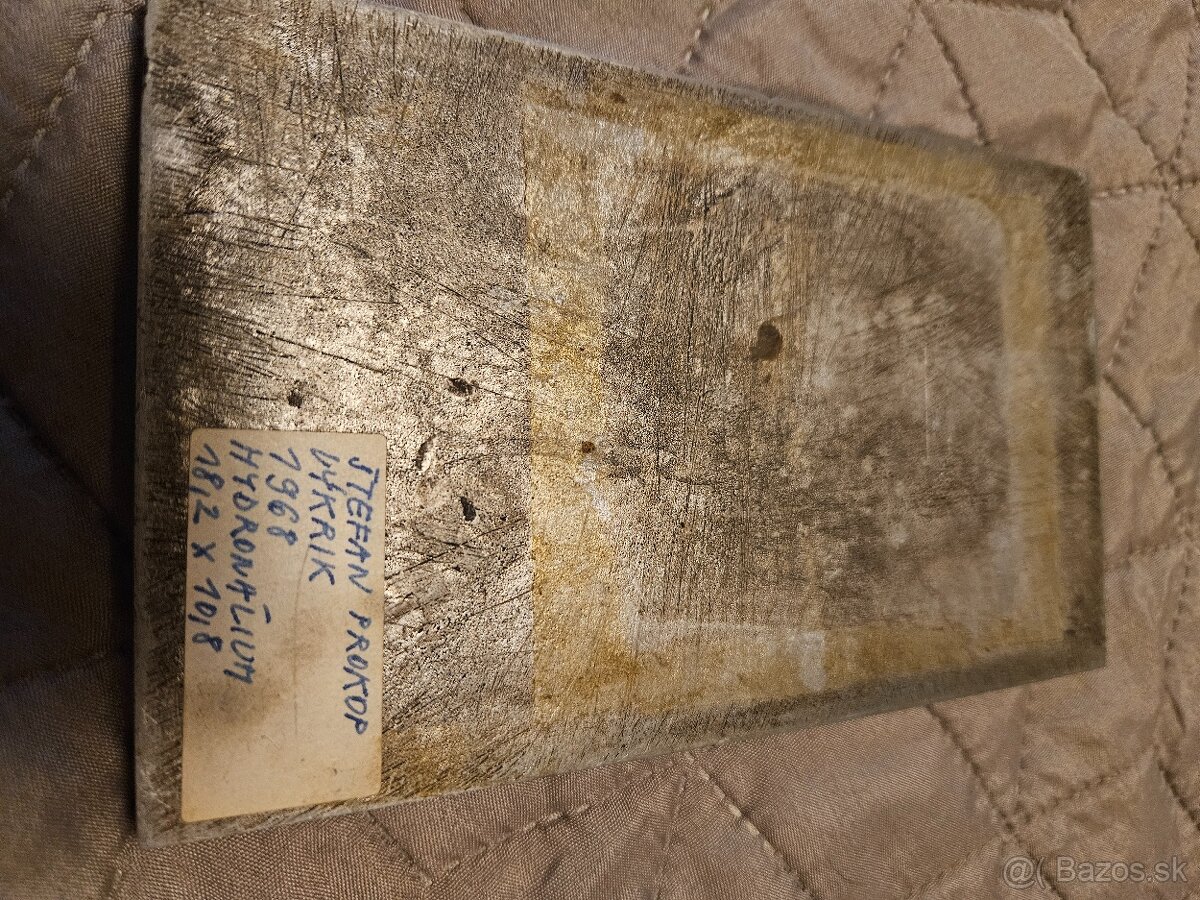 ŠTEFAN PROKOP
VÝKRIK
1968
HYDRONÁLIUM
18,2 X 10,8
@( Bazos.sk